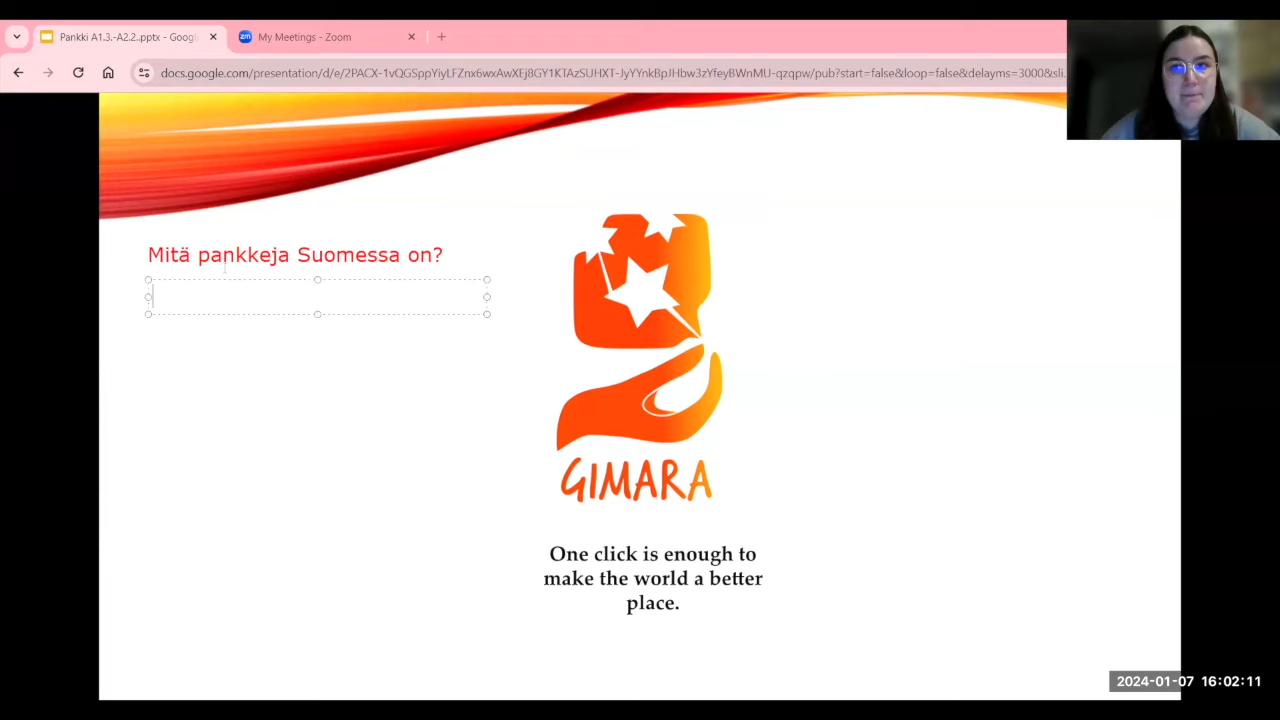 Pankki A1.3.-A2.2..pptx - Googl
My Meetings - Zoom
docs.google.com/presentation/d/e/2PACX-1vQGSppYiyLFZnx6wxAwXEj8GY1KTAzSUHXT-JyYYnkBpJHbw3zYfeyBWnMU-qzqpw/pub?start=false&loop=false&delayms=3000&sli...
Mitä pankkeja Suomessa on?
GIMARA
One click is enough to
make the world a better
place.
2024-01-07 16:02:11